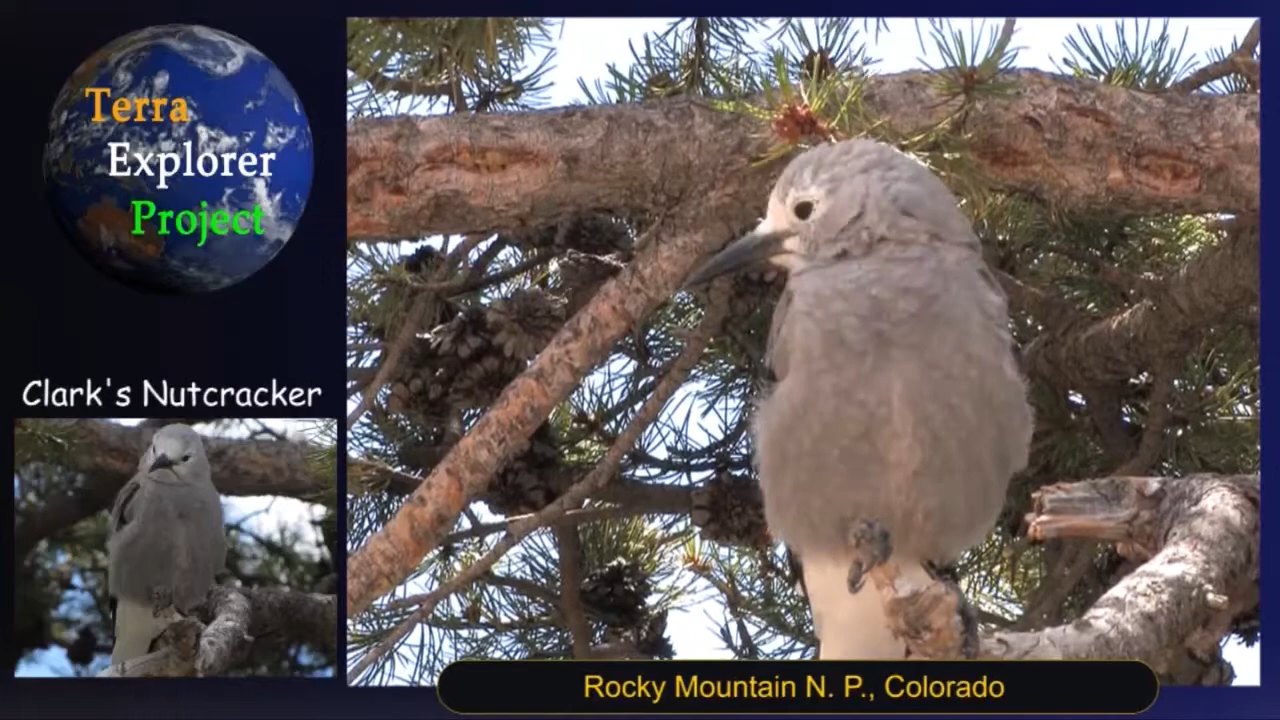 Terra
Explorer
Project
Clark's Nutcracker
Rocky Mountain N. P., Colorado